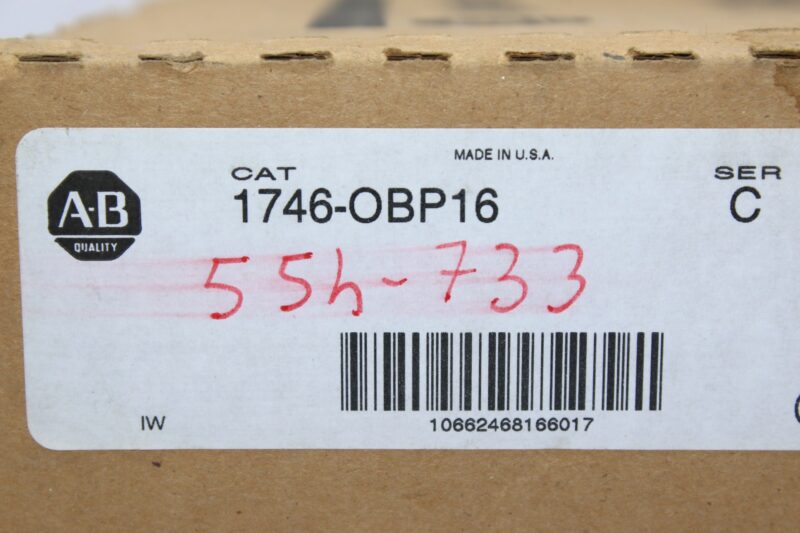 MADE IN U.S.A.
CAT SER
1746-OBP16 C
A-B
QUALITY
55h-733
10662468166017
IW